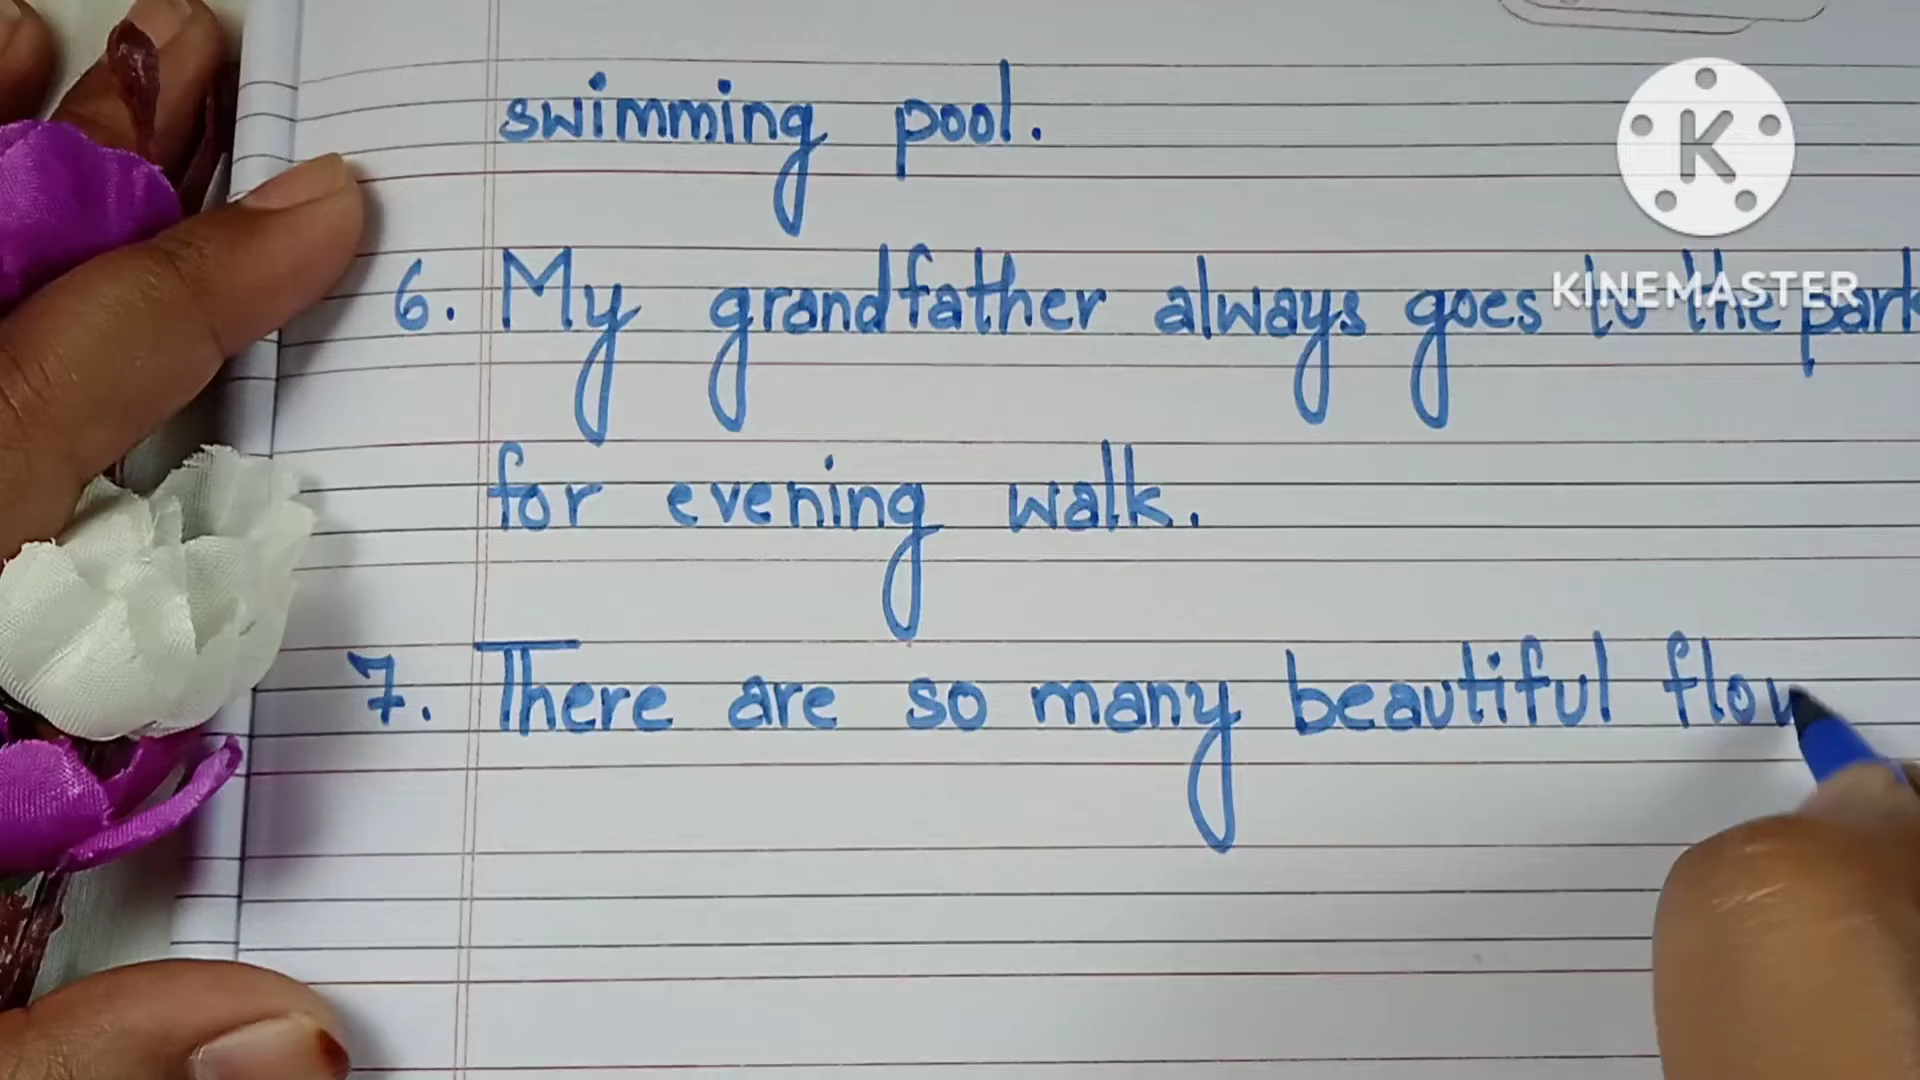 swimming pool.
K
KINEMASTER
6. My grandfather always goes to the park
for evening walk.
7. There are so many beautiful flow